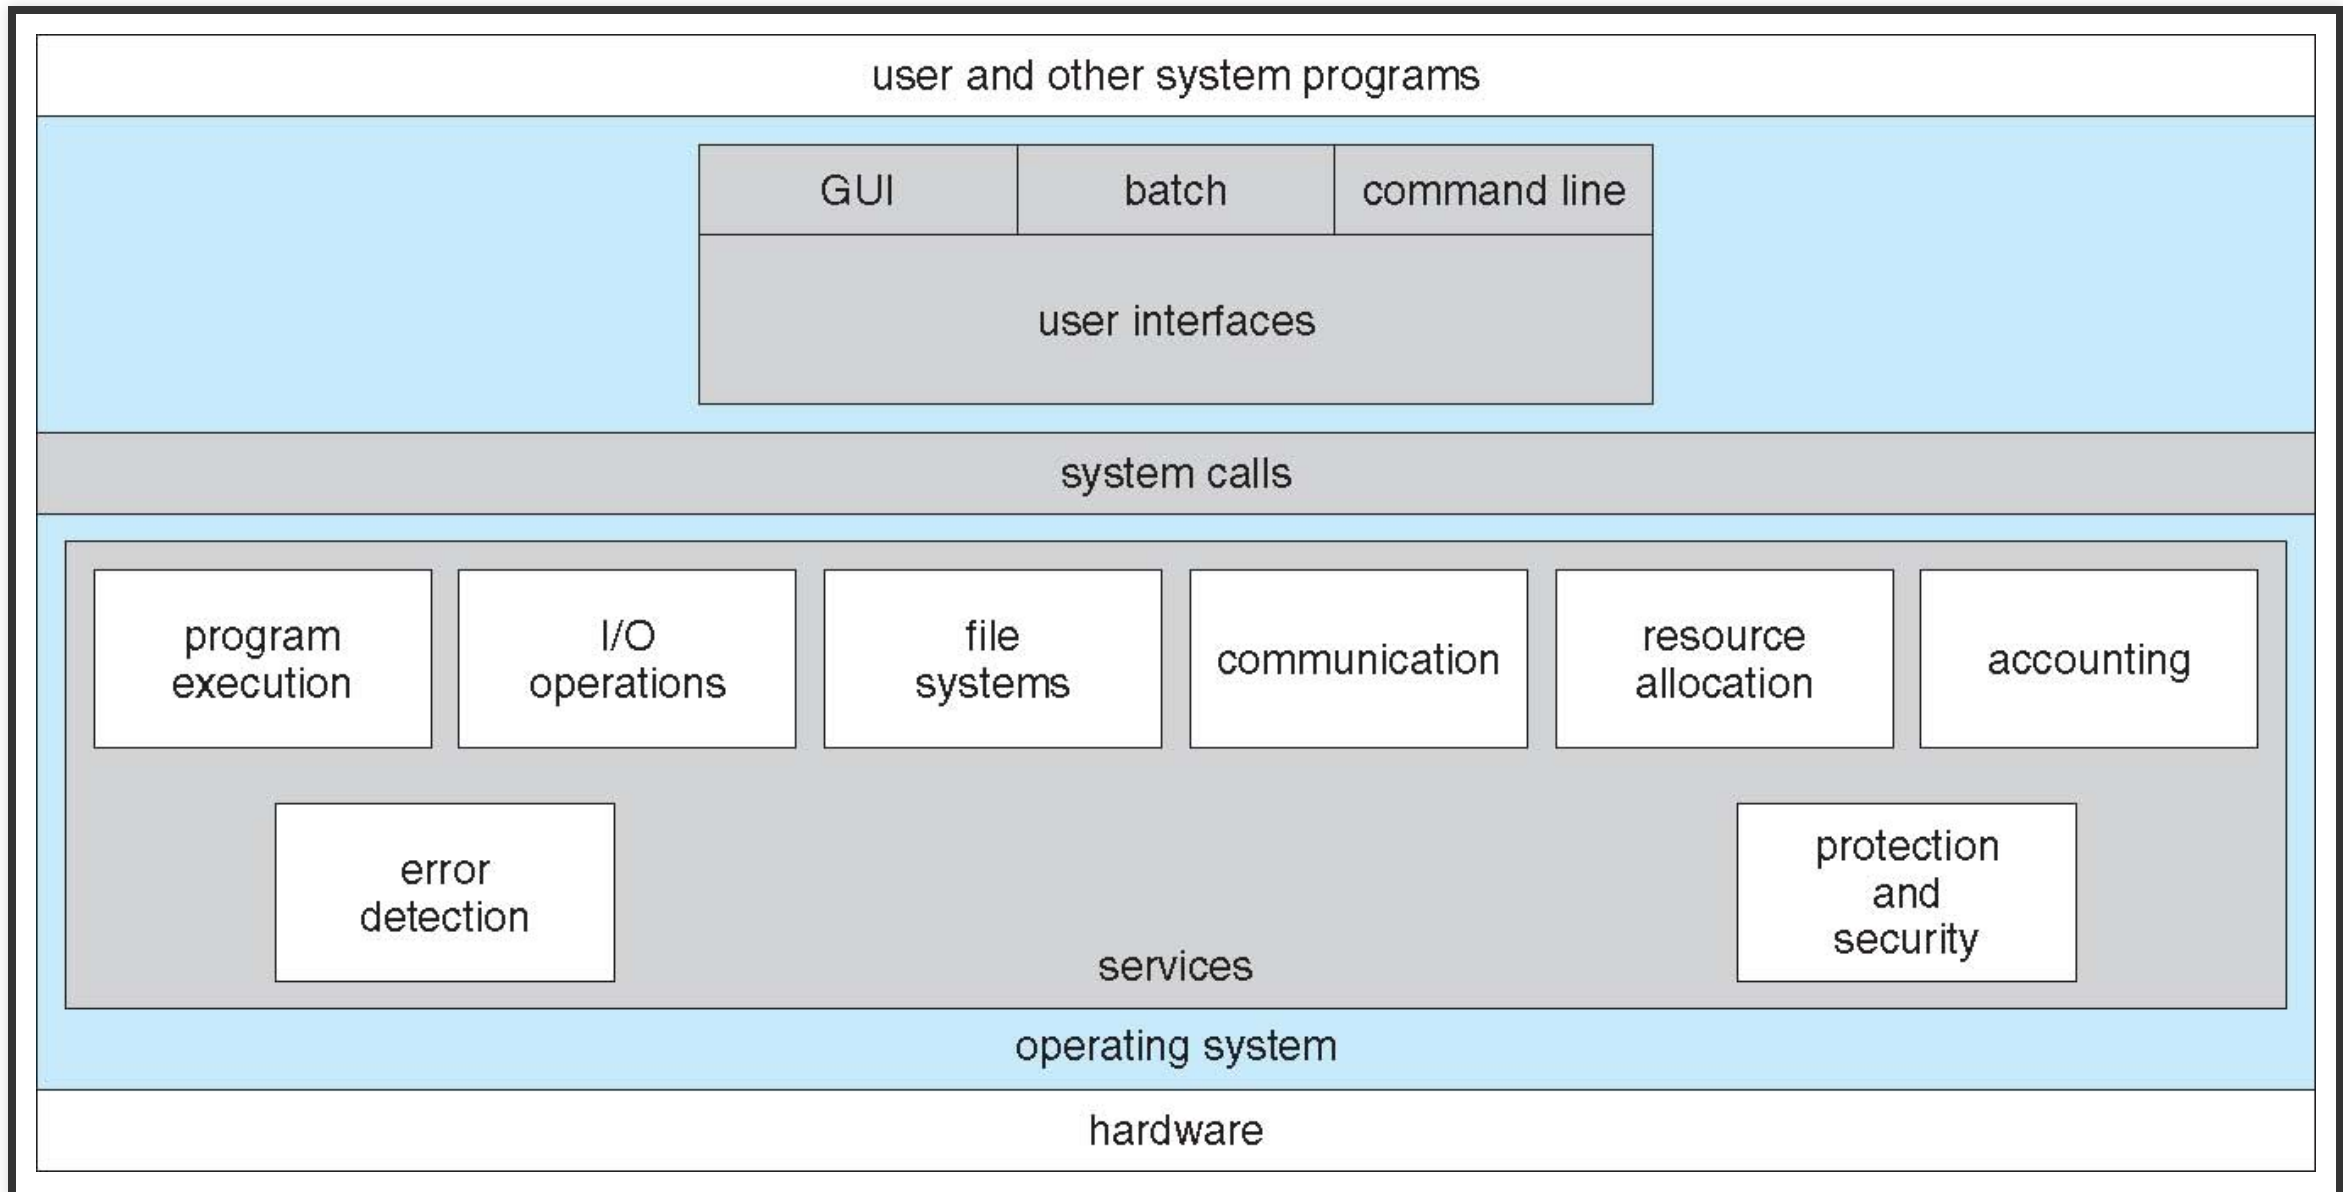 user and other system programs
GUI
batch
command line
user interfaces
system calls
program
execution
I/O
operations
file
systems
communication
resource
allocation
accounting
error
detection
protection
and
security
services
operating system
hardware